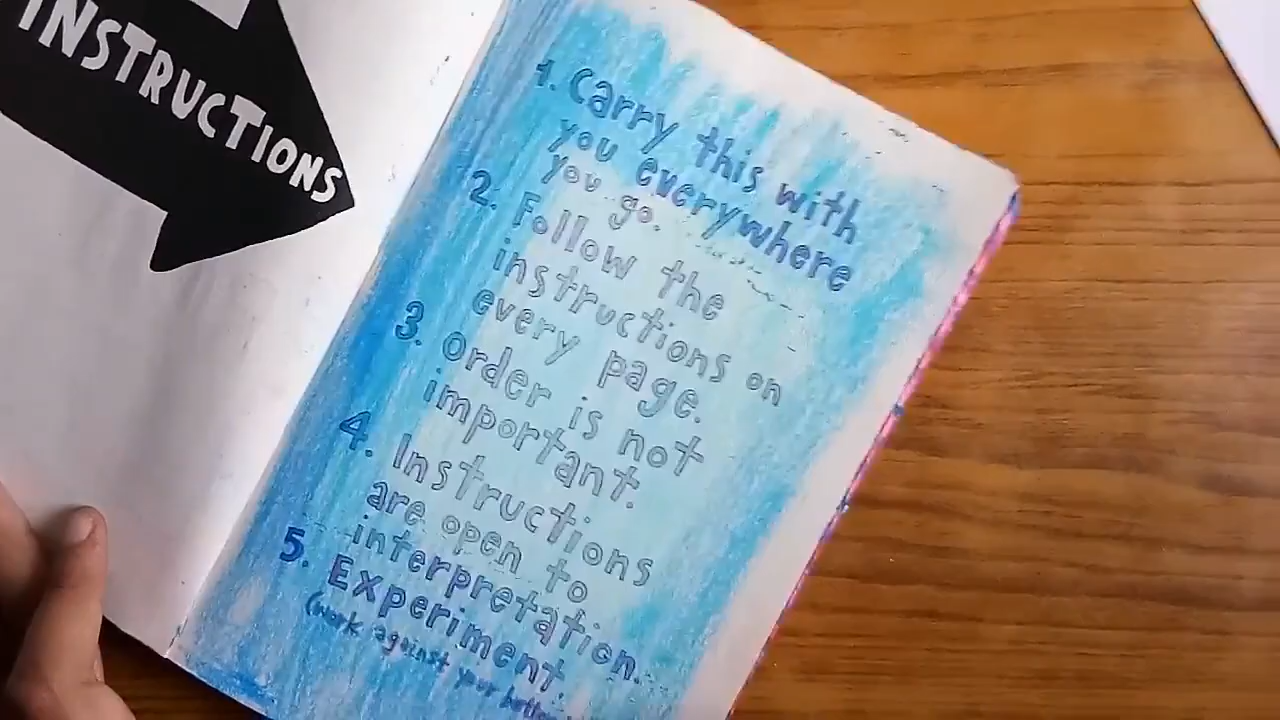 INSTRUCTIONS
1. Carry this with
you everywhere
you go.
2. Follow the
instructions on
every page.
3. Order is not
important.
4. Instructions
are open to
interpretation.
5. Experiment.
(work against your